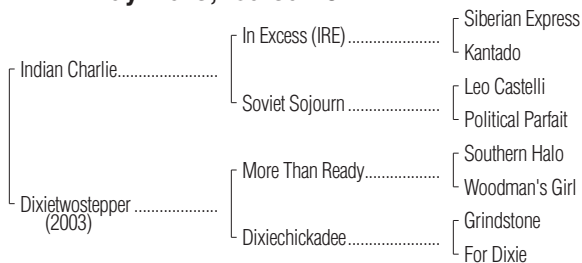 Siberian Express
In Excess (IRE) ......................
Kantado
Indian Charlie........................
Leo Castelli
Soviet Sojourn ......................
Political Parfait
Southern Halo
More Than Ready..................
Woodman's Girl
Dixietwostepper ....................
(2003)
Grindstone
Dixiechickadee......................
For Dixie